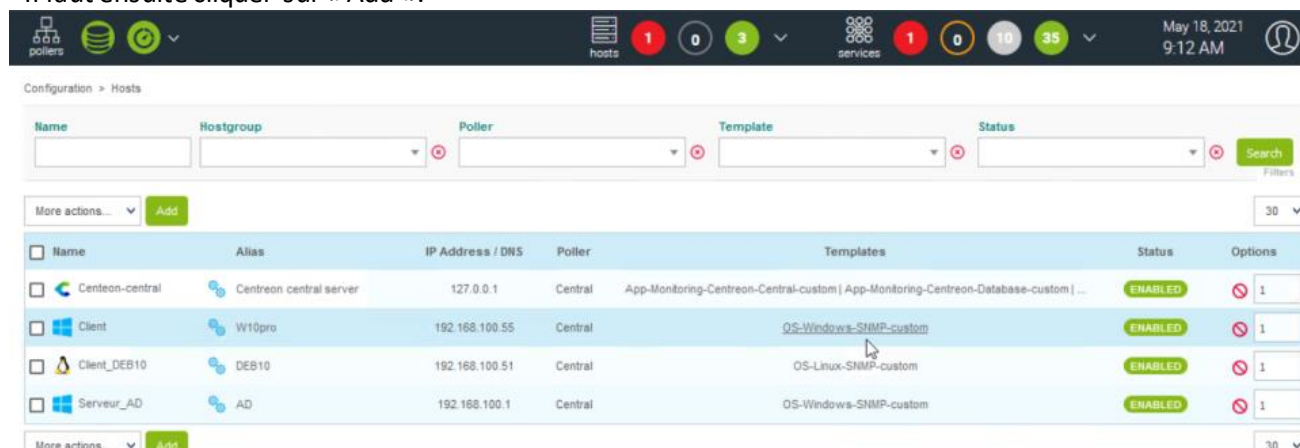 Il faut ensuite cliquer sur « Add ».
pollers
hosts 1 0 3
services 1 0 10 35
May 18, 2021
9:12 AM
Configuration > Hosts
Name Hostgroup Poller Template Status
Search
Filters
More actions... Add 30
Name Alias IP Address / DNS Poller Templates Status Options
Centeon-central Centreon central server 127.0.0.1 Central App-Monitoring-Centreon-Central-custom | App-Monitoring-Centreon-Database-custom | ... ENABLED 1
Client W10pro 192.168.100.55 Central OS-Windows-SNMP-custom ENABLED 1
Client_DEB10 DEB10 192.168.100.51 Central OS-Linux-SNMP-custom ENABLED 1
Serveur_AD AD 192.168.100.1 Central OS-Windows-SNMP-custom ENABLED 1
More actions... Add 30